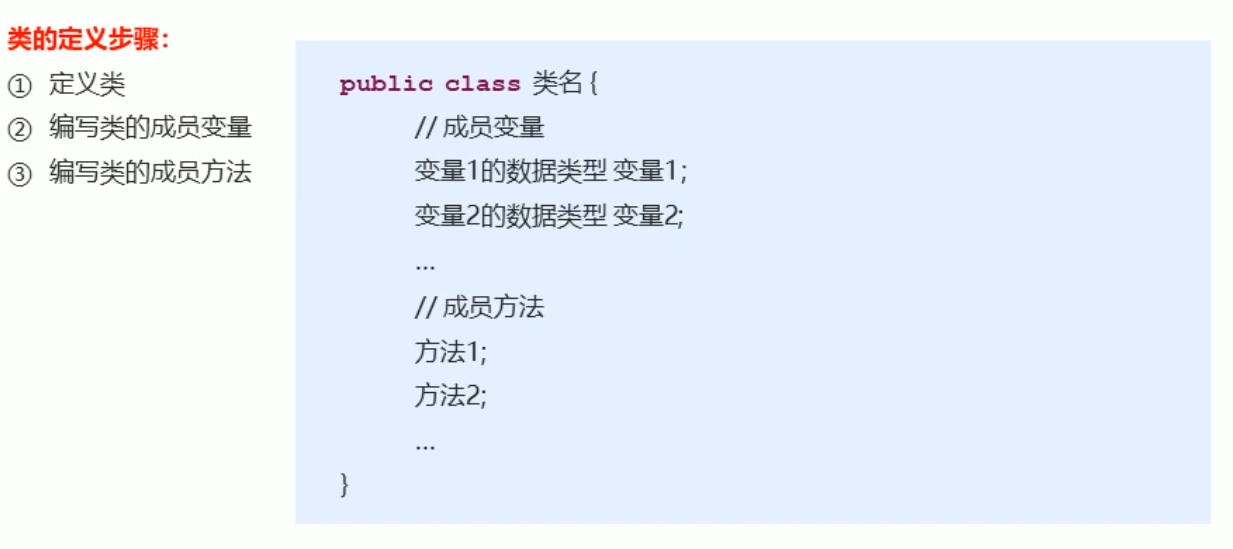 类的定义步骤：
① 定义类
② 编写类的成员变量
③ 编写类的成员方法
public class 类名 {
// 成员变量
变量1的数据类型 变量1;
变量2的数据类型 变量2;
…
// 成员方法
方法1;
方法2;
…
}